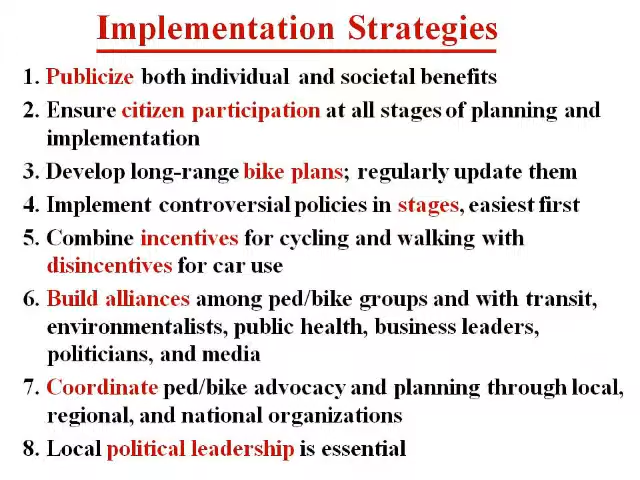 Implementation Strategies
1. Publicize both individual and societal benefits
2. Ensure citizen participation at all stages of planning and
implementation
3. Develop long-range bike plans; regularly update them
4. Implement controversial policies in stages, easiest first
5. Combine incentives for cycling and walking with
disincentives for car use
6. Build alliances among ped/bike groups and with transit,
environmentalists, public health, business leaders,
politicians, and media
7. Coordinate ped/bike advocacy and planning through local,
regional, and national organizations
8. Local political leadership is essential